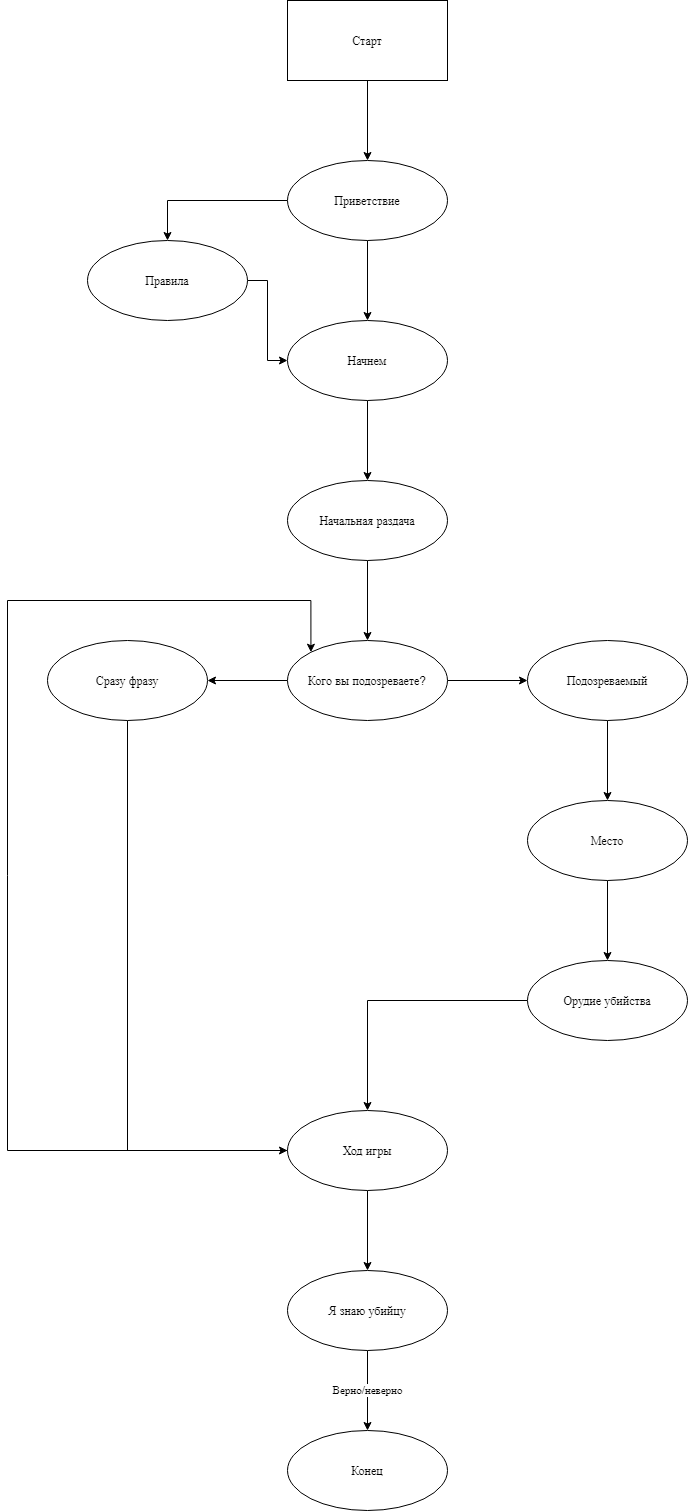 Старт
Приветствие
Правила
Начнем
Начальная раздача
Сразу фразу
Кого вы подозреваете?
Подозреваемый
Место
Орудие убийства
Ход игры
Я знаю убийцу
Верно/неверно
Конец